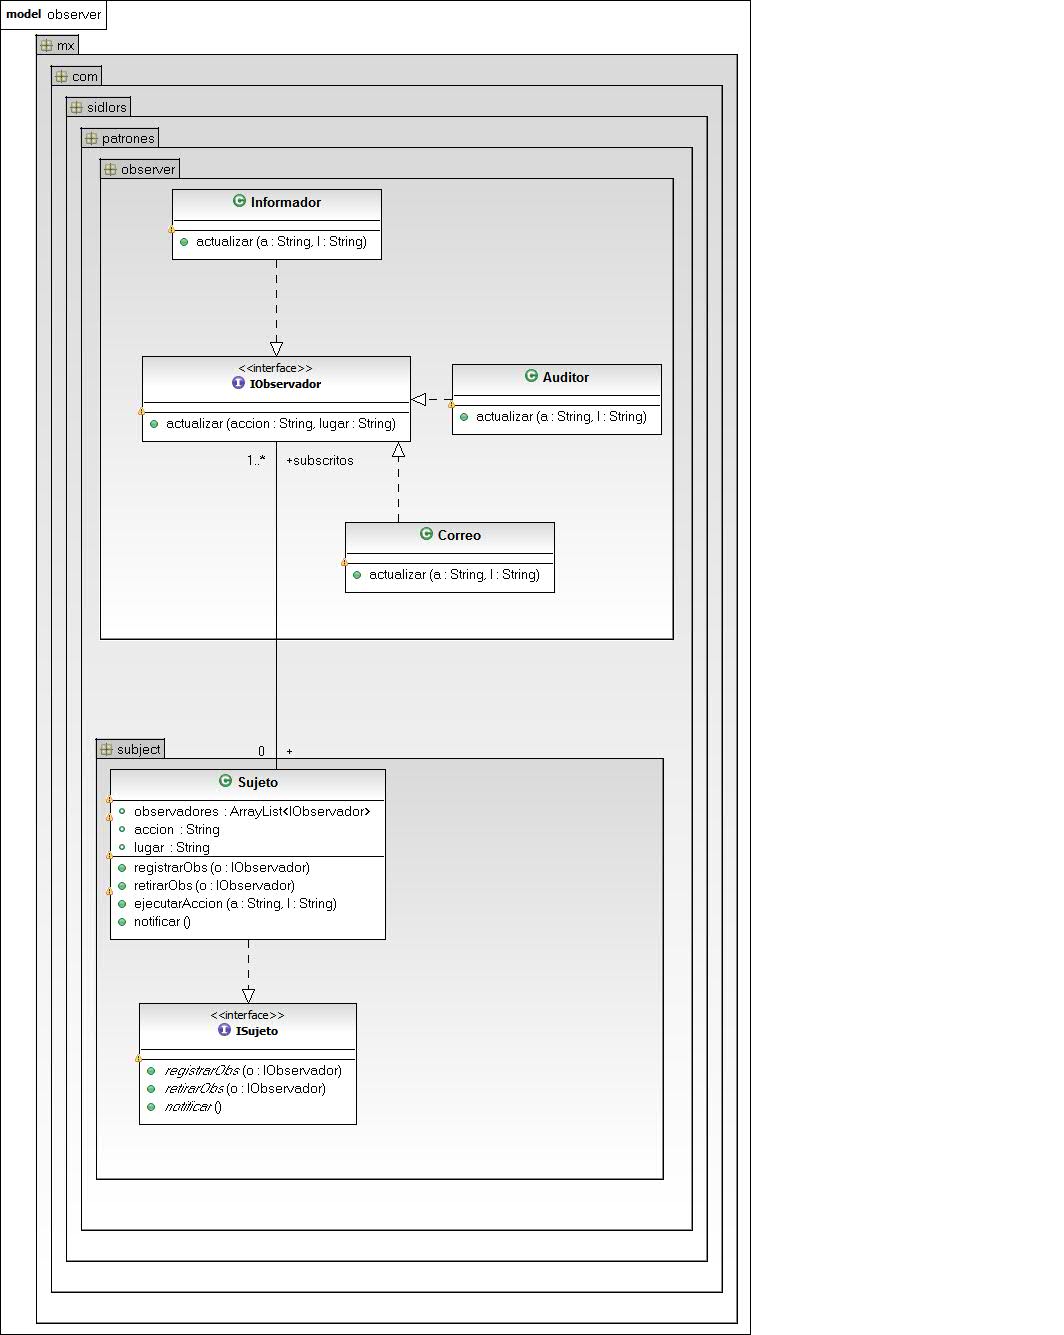 model observer
mx
com
sidlors
patrones
observer
Informador
actualizar (a : String, l : String)
<<interface>>
IObservador
actualizar (accion : String, lugar : String)
Auditor
actualizar (a : String, l : String)
1..* +subscritos
Correo
actualizar (a : String, l : String)
0 +
subject
Sujeto
observadores : ArrayList<IObservador>
accion : String
lugar : String
registrarObs (o : IObservador)
retirarObs (o : IObservador)
ejecutarAccion (a : String, l : String)
notificar ()
<<interface>>
ISujeto
registrarObs (o : IObservador)
retirarObs (o : IObservador)
notificar ()